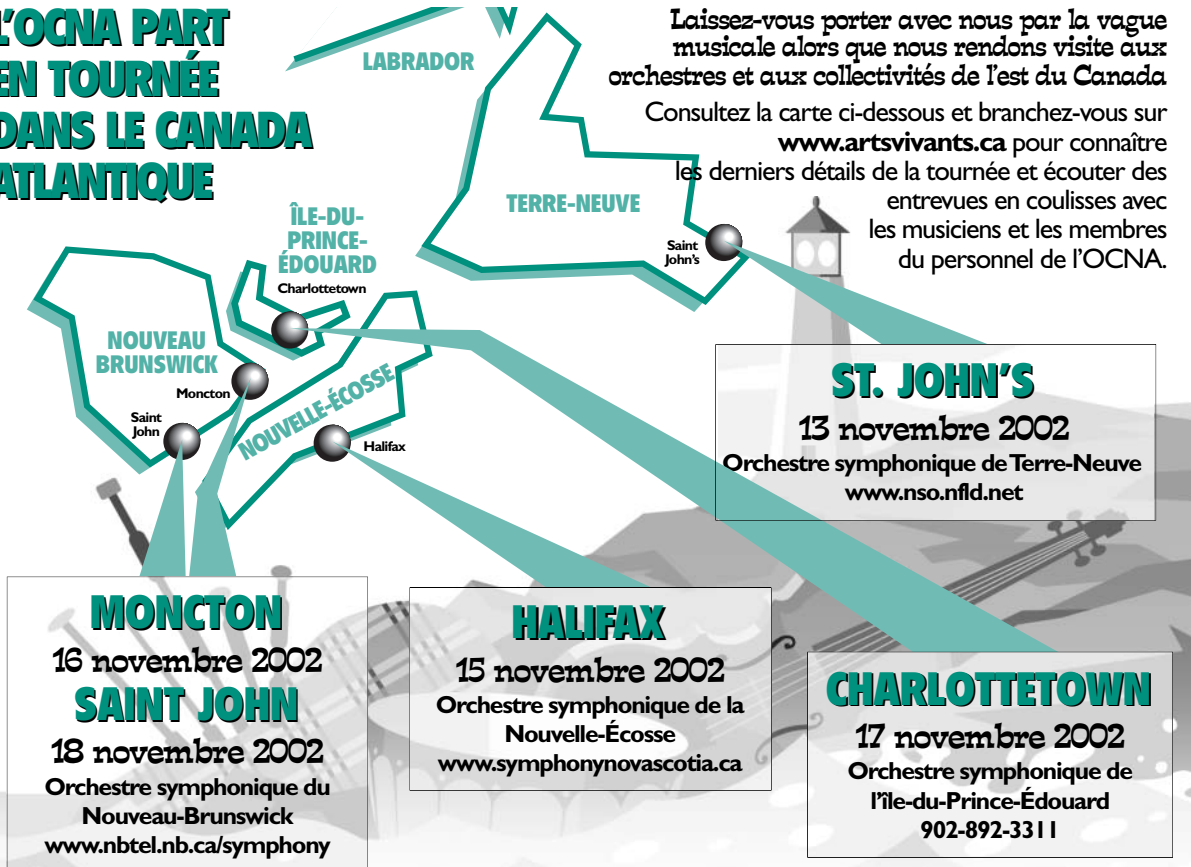 L'OCNA PART
EN TOURNÉE
DANS LE CANADA
ATLANTIQUE
Laissez-vous porter avec nous par la vague
musicale alors que nous rendons visite aux
orchestres et aux collectivités de l'est du Canada
Consultez la carte ci-dessous et branchez-vous sur
www.artsvivants.ca pour connaître
les derniers détails de la tournée et écouter des
entrevues en coulisses avec
les musiciens et les membres
du personnel de l'OCNA.
LABRADOR
TERRE-NEUVE
Saint
John's
ÎLE-DU-
PRINCE-
ÉDOUARD
Charlottetown
NOUVEAU
BRUNSWICK
Moncton
Saint
John
NOUVELLE-ÉCOSSE
Halifax
ST. JOHN'S
13 novembre 2002
Orchestre symphonique de Terre-Neuve
www.nso.nfld.net
MONCTON
16 novembre 2002
SAINT JOHN
18 novembre 2002
Orchestre symphonique du
Nouveau-Brunswick
www.nbtel.nb.ca/symphony
HALIFAX
15 novembre 2002
Orchestre symphonique de la
Nouvelle-Écosse
www.symphonynovascotia.ca
CHARLOTTETOWN
17 novembre 2002
Orchestre symphonique de
l'île-du-Prince-Édouard
902-892-3311